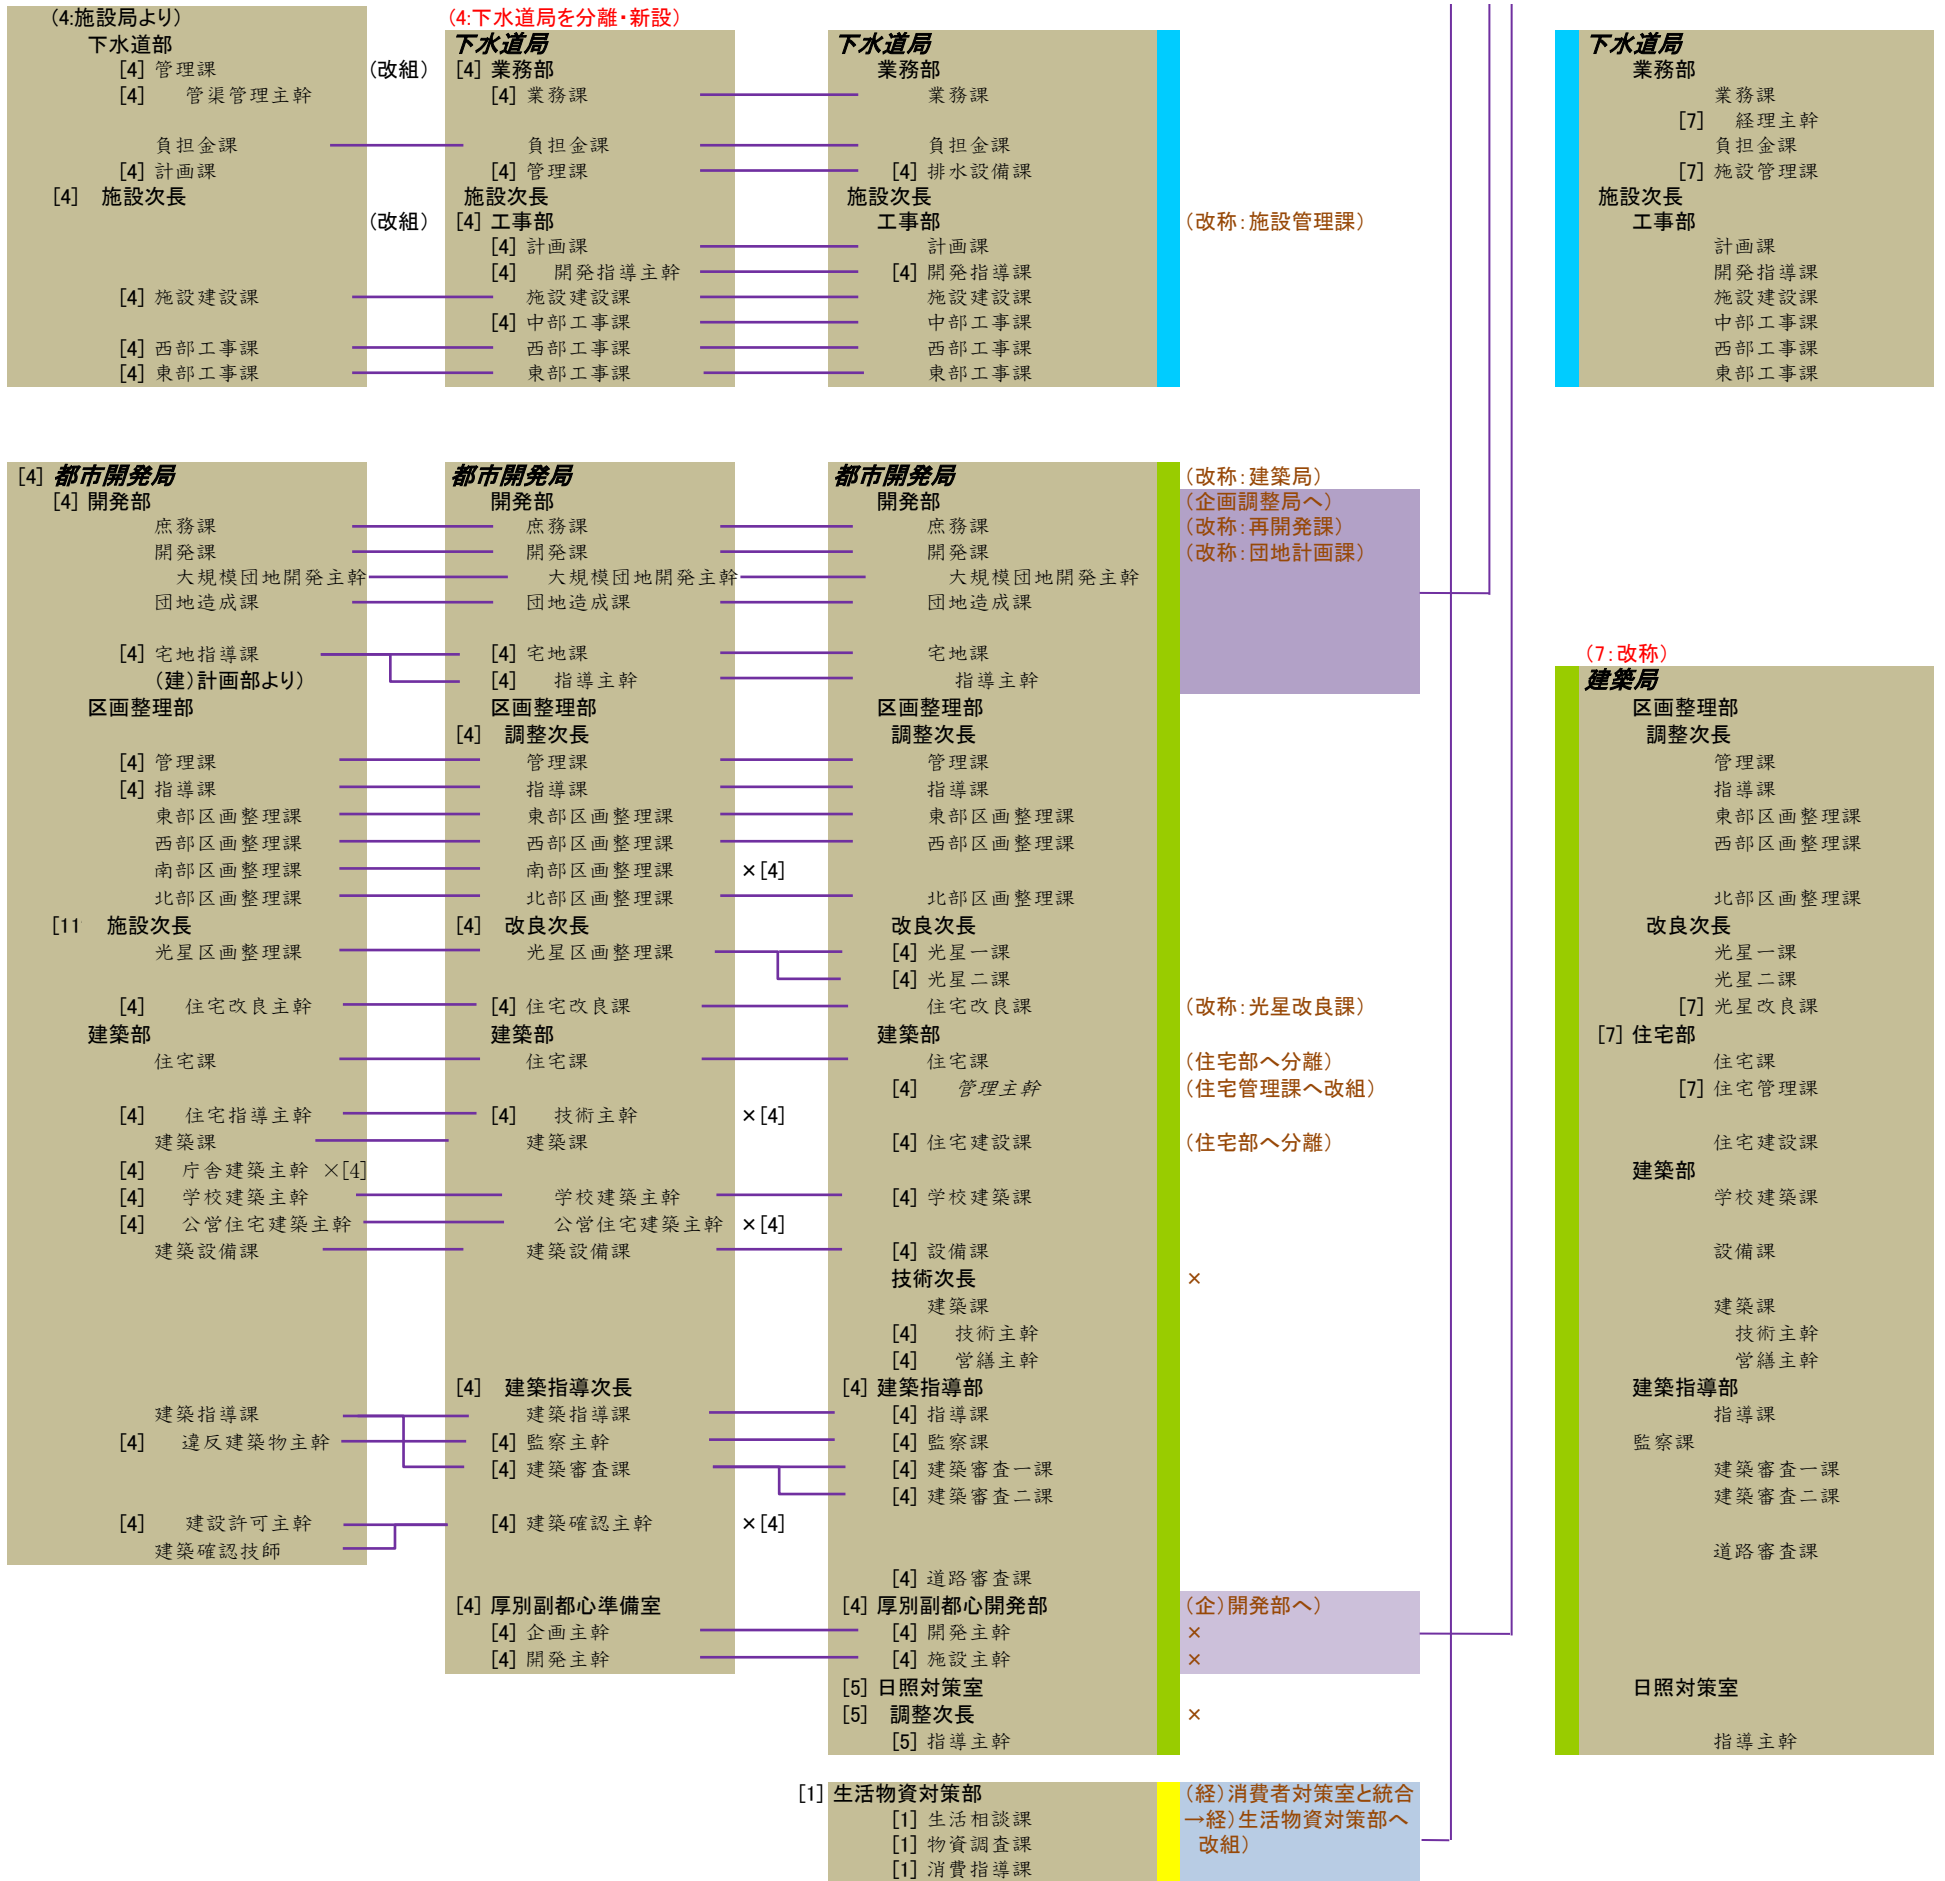 (4:施設局より) (4:下水道局を分離・新設)
下水道部 下水道局 下水道局 下水道局
[4] 管理課 (改組) [4] 業務部 業務部 業務部
[4] 管渠管理主幹 [4] 業務課 業務課 業務課
[7] 経理主幹
負担金課 負担金課 負担金課 負担金課
[4] 計画課 [4] 管理課 [4] 排水設備課 [7] 施設管理課
[4] 施設次長 施設次長 施設次長 施設次長
(改組) [4] 工事部 工事部 (改称:施設管理課) 工事部
[4] 計画課 計画課 計画課
[4] 開発指導主幹 [4] 開発指導課 開発指導課
[4] 施設建設課 施設建設課 施設建設課 施設建設課
[4] 中部工事課 中部工事課 中部工事課
[4] 西部工事課 西部工事課 西部工事課 西部工事課
[4] 東部工事課 東部工事課 東部工事課 東部工事課
[4] 都市開発局 都市開発局 都市開発局 (改称:建築局)
[4] 開発部 開発部 開発部 (企画調整局へ)
庶務課 庶務課 庶務課 (改称:再開発課)
開発課 開発課 開発課 (改称:団地計画課)
大規模団地開発主幹 大規模団地開発主幹 大規模団地開発主幹
団地造成課 団地造成課 団地造成課
[4] 宅地指導課 [4] 宅地課 宅地課 (7:改称)
(建)計画部より) [4] 指導主幹 指導主幹 建築局
区画整理部 区画整理部 区画整理部 区画整理部
[4] 調整次長 調整次長 調整次長
[4] 管理課 管理課 管理課 管理課
[4] 指導課 指導課 指導課 指導課
東部区画整理課 東部区画整理課 東部区画整理課 東部区画整理課
西部区画整理課 西部区画整理課 西部区画整理課 西部区画整理課
南部区画整理課 南部区画整理課 ×[4]
北部区画整理課 北部区画整理課 北部区画整理課 北部区画整理課
[11 施設次長 [4] 改良次長 改良次長 改良次長
光星区画整理課 光星区画整理課 [4] 光星一課 光星一課
[4] 光星二課 光星二課
[4] 住宅改良主幹 [4] 住宅改良課 住宅改良課 (改称:光星改良課) [7] 光星改良課
建築部 建築部 建築部 [7] 住宅部
住宅課 住宅課 住宅課 (住宅部へ分離) 住宅課
[4] 管理主幹 (住宅管理課へ改組) [7] 住宅管理課
[4] 住宅指導主幹 [4] 技術主幹 ×[4]
建築課 建築課 [4] 住宅建設課 (住宅部へ分離) 住宅建設課
[4] 庁舎建築主幹 ×[4] 建築部
[4] 学校建築主幹 学校建築主幹 [4] 学校建築課 学校建築課
[4] 公営住宅建築主幹 公営住宅建築主幹 ×[4]
建築設備課 建築設備課 [4] 設備課 設備課
技術次長 ×
建築課 建築課
[4] 技術主幹 技術主幹
[4] 営繕主幹 営繕主幹
[4] 建築指導次長 [4] 建築指導部 建築指導部
建築指導課 建築指導課 [4] 指導課 指導課
[4] 違反建築物主幹 [4] 監察主幹 [4] 監察課 監察課
[4] 建築審査課 [4] 建築審査一課 建築審査一課
[4] 建築審査二課 建築審査二課
[4] 建設許可主幹 [4] 建築確認主幹 ×[4]
建築確認技師 道路審査課
[4] 道路審査課
[4] 厚別副都心準備室 [4] 厚別副都心開発部 (企)開発部へ)
[4] 企画主幹 [4] 開発主幹 ×
[4] 開発主幹 [4] 施設主幹 ×
[5] 日照対策室 日照対策室
[5] 調整次長 ×
[5] 指導主幹 指導主幹
[1] 生活物資対策部 (経)消費者対策室と統合
[1] 生活相談課 →経)生活物資対策部へ
[1] 物資調査課 改組)
[1] 消費指導課